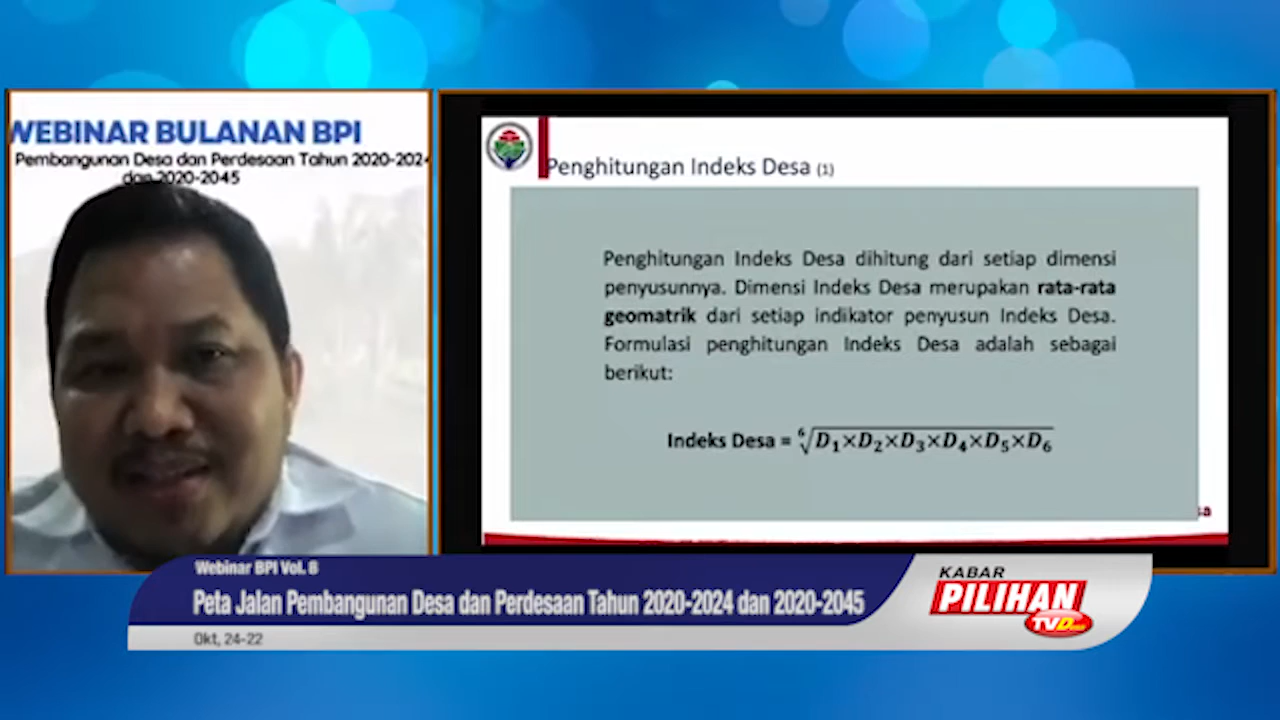 WEBINAR BULANAN BPI
Pembangunan Desa dan Perdesaan Tahun 2020-2024
dan 2020-2045
Penghitungan Indeks Desa (1)
Penghitungan Indeks Desa dihitung dari setiap dimensi
penyusunnya. Dimensi Indeks Desa merupakan rata-rata
geomatrik dari setiap indikator penyusun Indeks Desa.
Formulasi penghitungan Indeks Desa adalah sebagai
berikut:
Indeks Desa = ⁶√D₁×D₂×D₃×D₄×D₅×D₆
Webinar BPI Vol. 8
Peta Jalan Pembangunan Desa dan Perdesaan Tahun 2020-2024 dan 2020-2045
Okt, 24-22
KABAR
PILIHAN
TVDesa